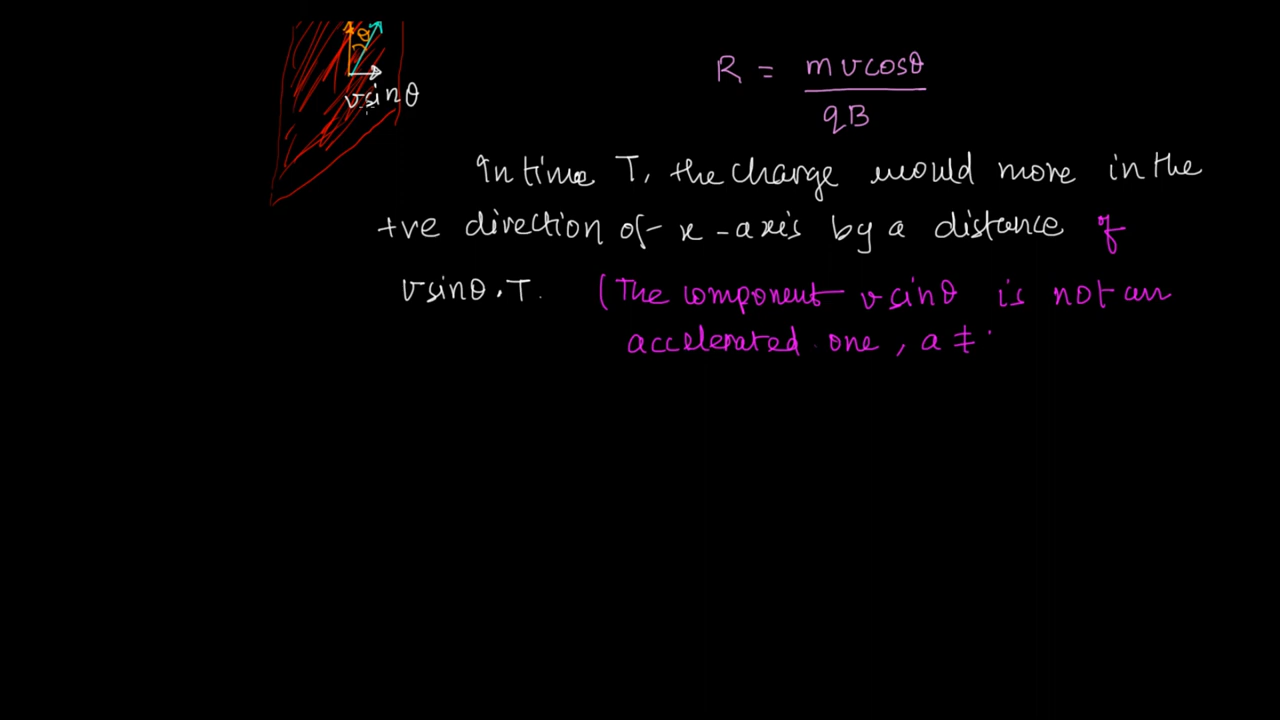 θ
v sinθ
R = mvcosθ / qB
In time T, the charge would move in the
+ve direction of x-axis by a distance of
vsinθ.T. (The component vsinθ is not an
accelerated one, a ≠